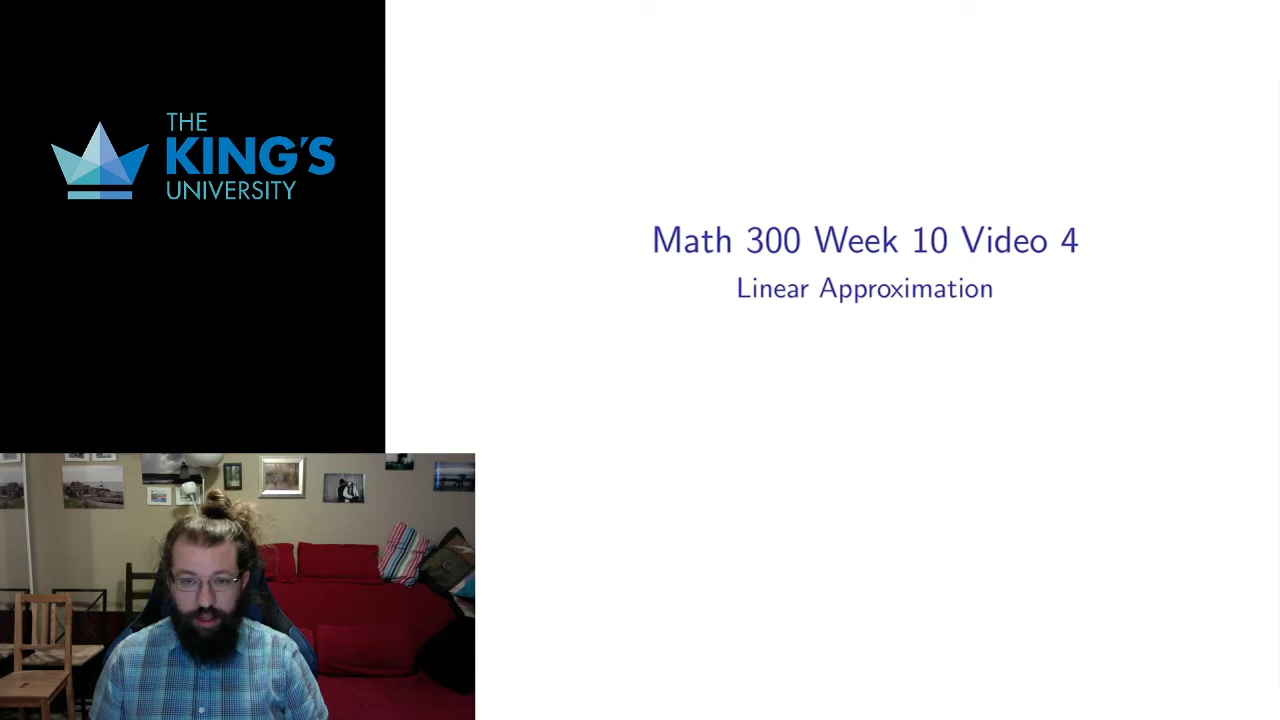 THE
KING'S
UNIVERSITY
Math 300 Week 10 Video 4
Linear Approximation